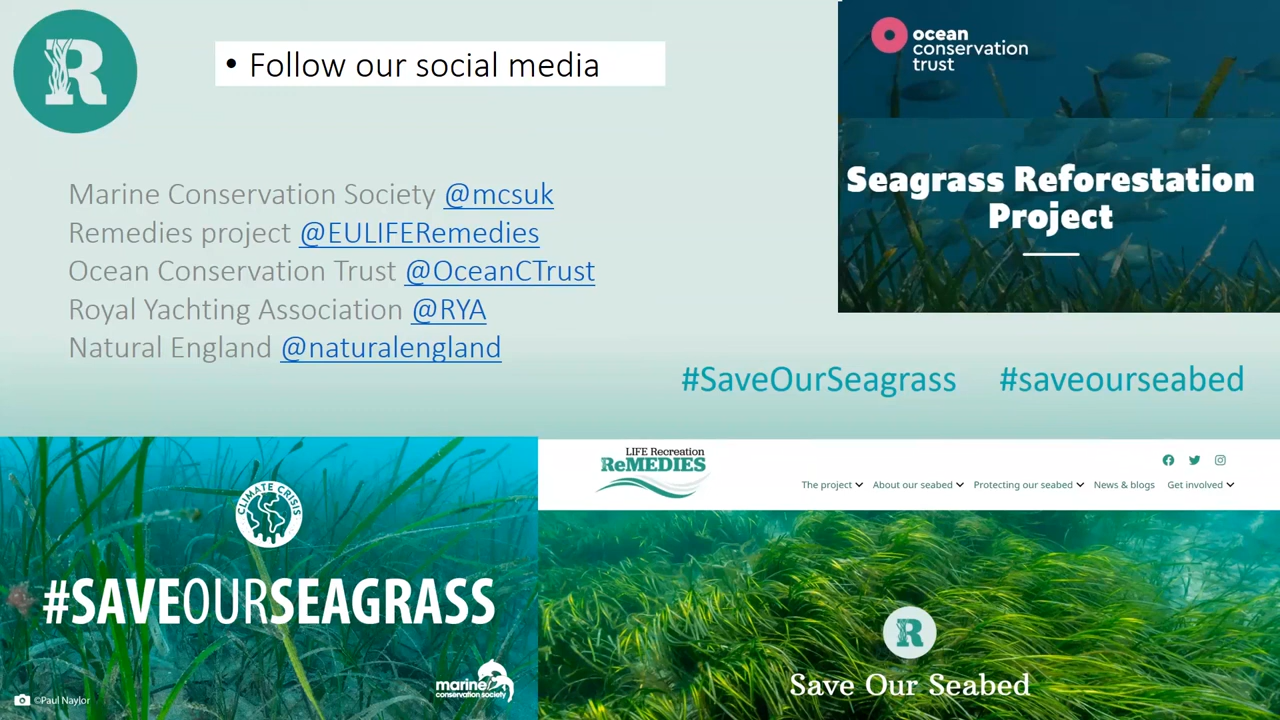 R
• Follow our social media
ocean
conservation
trust
Seagrass Reforestation
Project
Marine Conservation Society @mcsuk
Remedies project @EULIFERemedies
Ocean Conservation Trust @OceanCTrust
Royal Yachting Association @RYA
Natural England @naturalengland
#SaveOurSeagrass #saveourseabed
CLIMATE CRISIS
#SAVEOURSEAGRASS
marine
conservation society
©Paul Naylor
LIFE Recreation
ReMEDIES
The project About our seabed Protecting our seabed News & blogs Get involved
R
Save Our Seabed